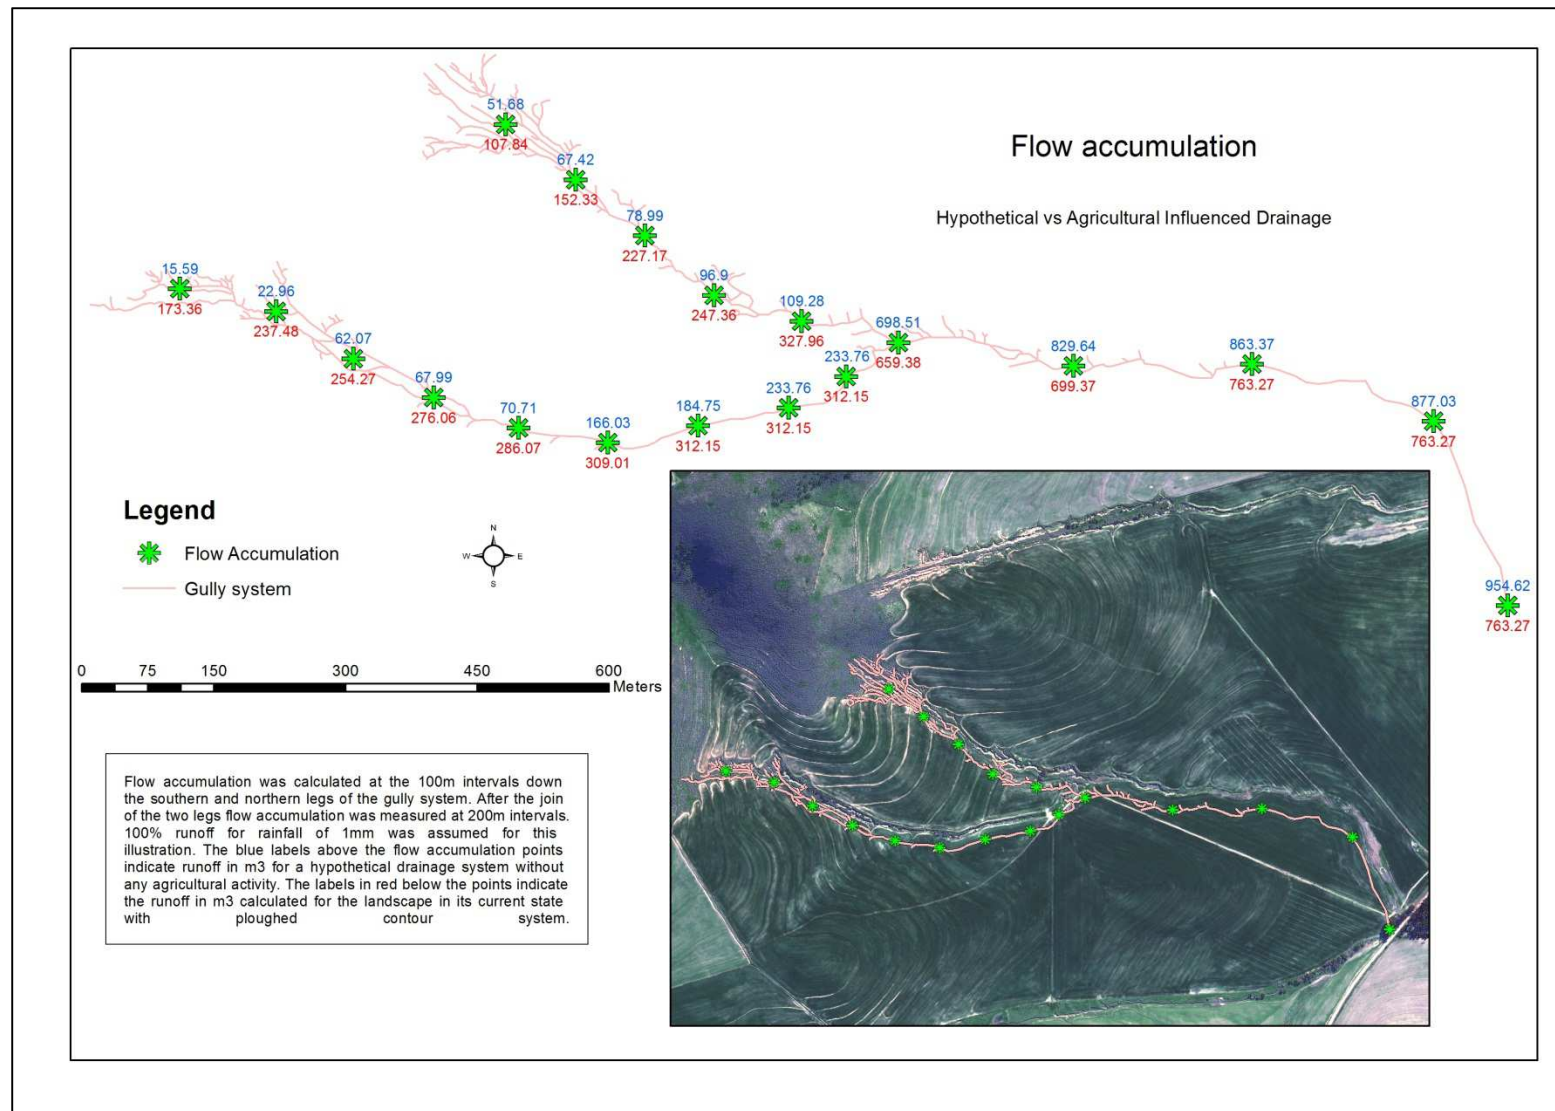 51.68
107.84
Flow accumulation
67.42
152.33
Hypothetical vs Agricultural Influenced Drainage
78.99
227.17
15.59
173.36
22.96
237.48
96.9
247.36
109.28
327.96
698.51
659.38
62.07
254.27
233.76
312.15
829.64
699.37
863.37
763.27
67.99
276.06
70.71
286.07
166.03
309.01
184.75
312.15
233.76
312.15
877.03
763.27
954.62
763.27
Legend
Flow Accumulation
Gully system
N
W E
S
0 75 150 300 450 600
Meters
Flow accumulation was calculated at the 100m intervals down
the southern and northern legs of the gully system. After the join
of the two legs flow accumulation was measured at 200m intervals.
100% runoff for rainfall of 1mm was assumed for this
illustration. The blue labels above the flow accumulation points
indicate runoff in m3 for a hypothetical drainage system without
any agricultural activity. The labels in red below the points indicate
the runoff in m3 calculated for the landscape in its current state
with ploughed contour system.